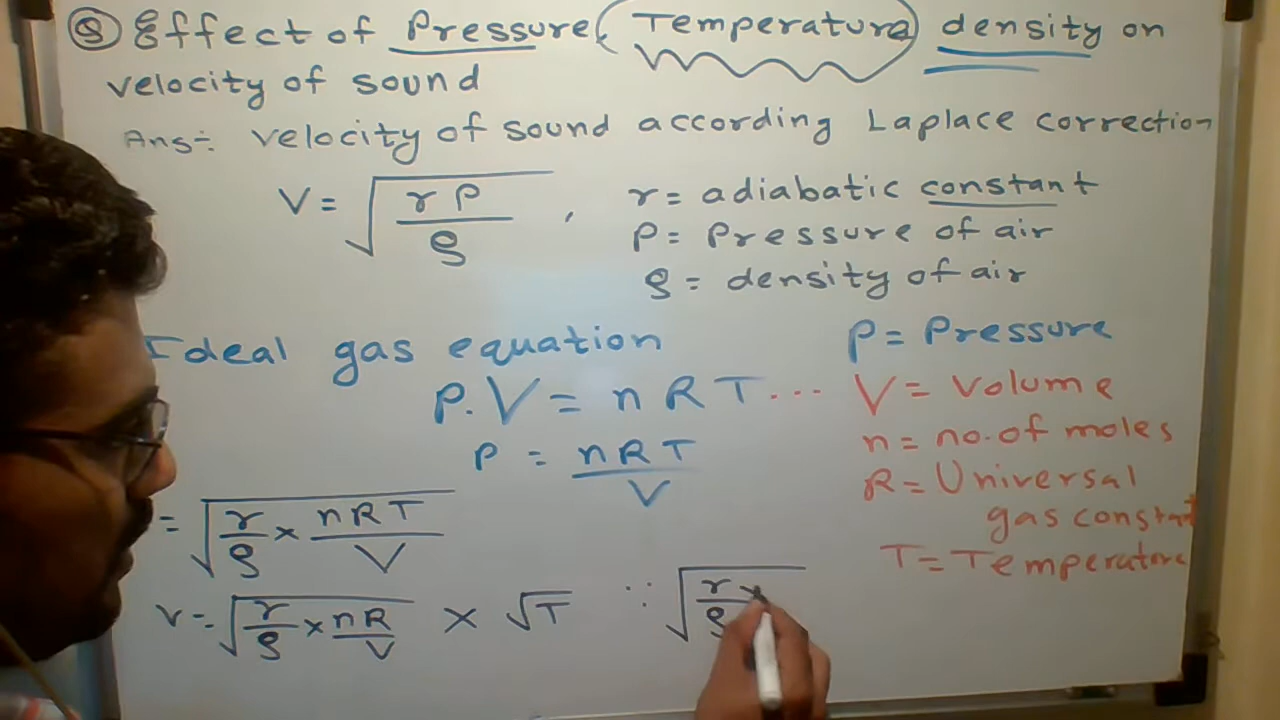 Q Effect of Pressure, (Temperature) density on
velocity of sound
Ans÷ velocity of sound according Laplace correction
V = √(γP/ρ) , γ = adiabatic constant
P = Pressure of air
ρ = density of air
Ideal gas equation
P = Pressure
P.V = nRT ...
V = Volume
P = nRT/V
n = no. of moles
R = Universal
gas constant
T = Temperature
= √(γ/ρ × nRT/V)
V = √(γ/ρ × nR/V) × √T ∵ √(γ/ρ ×